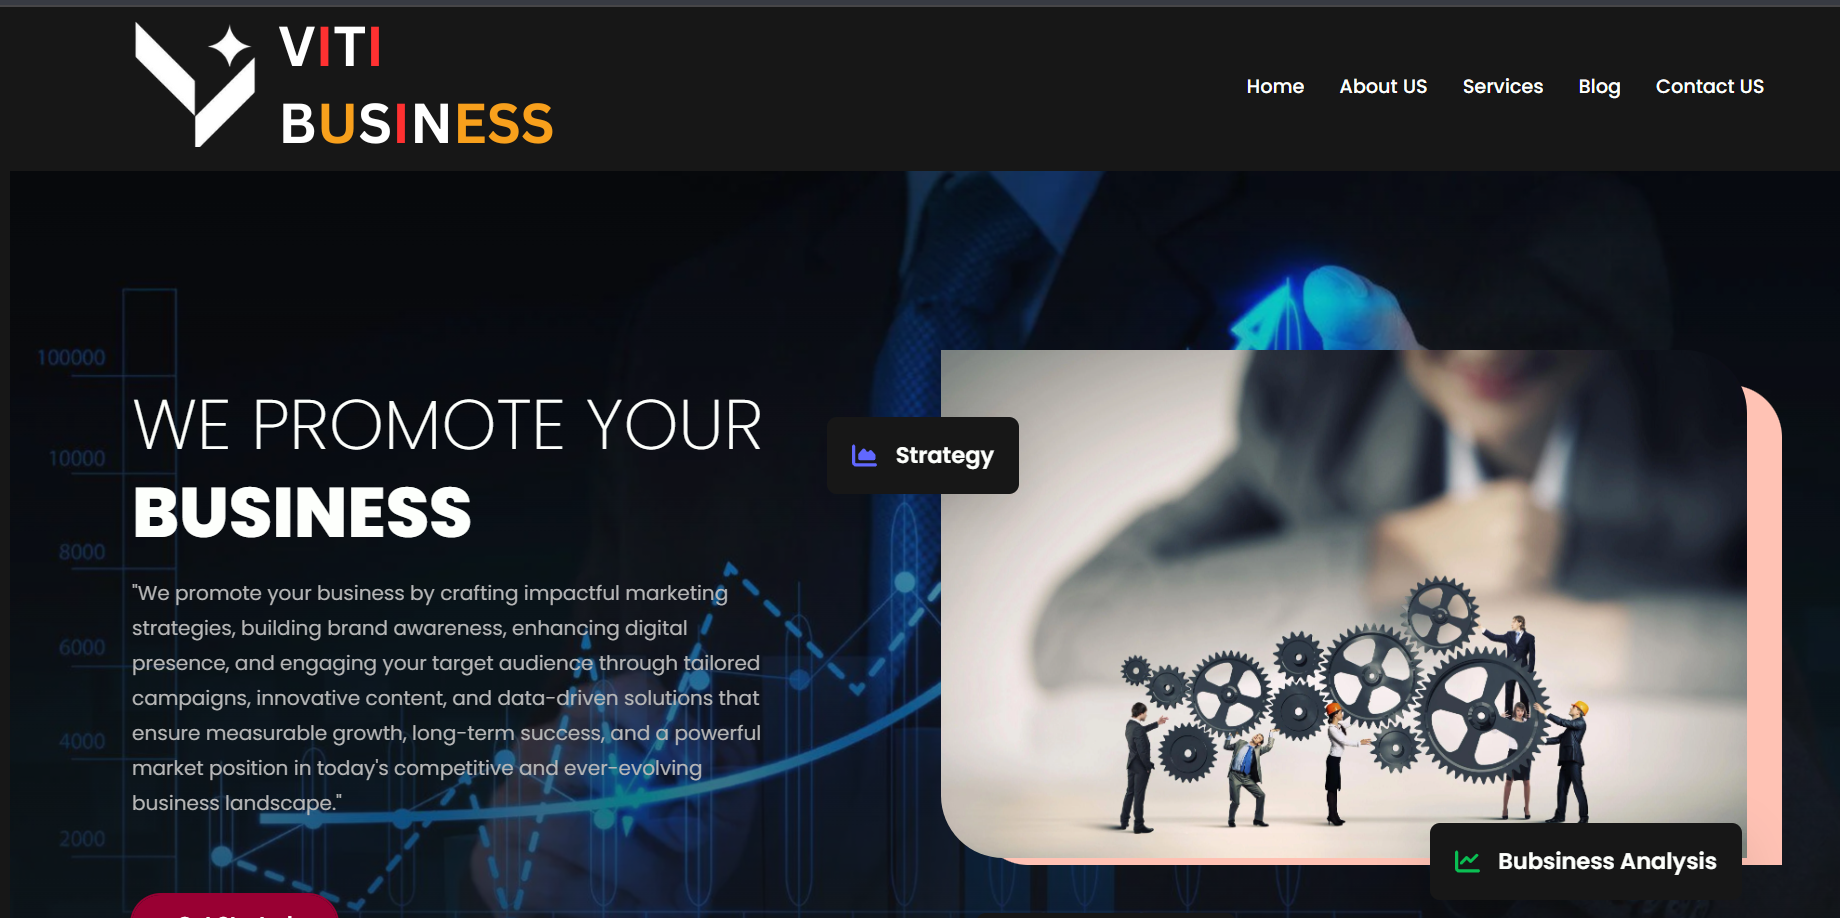 VITI
BUSINESS
Home
About US
Services
Blog
Contact US
100000
10000
8000
6000
4000
2000
WE PROMOTE YOUR
BUSINESS
"We promote your business by crafting impactful marketing
strategies, building brand awareness, enhancing digital
presence, and engaging your target audience through tailored
campaigns, innovative content, and data-driven solutions that
ensure measurable growth, long-term success, and a powerful
market position in today's competitive and ever-evolving
business landscape."
Strategy
Bubsiness Analysis